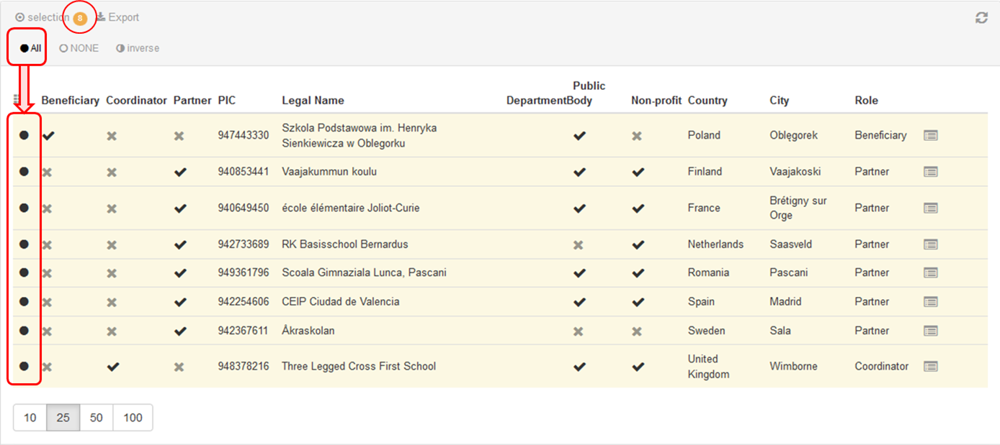 selection 8 Export
All NONE inverse
Beneficiary Coordinator Partner PIC Legal Name Department Public Body Non-profit Country City Role
947443330 Szkola Podstawowa im. Henryka Sienkiewicza w Oblegorku Poland Oblęgorek Beneficiary
940853441 Vaajakummun koulu Finland Vaajakoski Partner
940649450 école élémentaire Joliot-Curie France Brétigny sur Orge Partner
942733689 RK Basisschool Bernardus Netherlands Saasveld Partner
949361796 Scoala Gimnaziala Lunca, Pascani Romania Pascani Partner
942254606 CEIP Ciudad de Valencia Spain Madrid Partner
942367611 Åkraskolan Sweden Sala Partner
948378216 Three Legged Cross First School United Kingdom Wimborne Coordinator
10 25 50 100